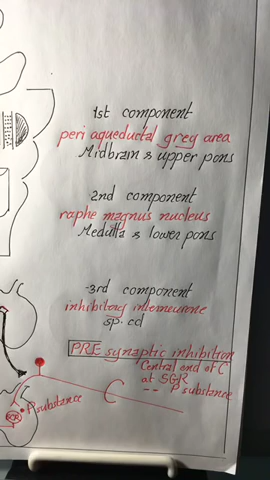 1st component
peri aqueductal grey area
Midbrain & upper pons
2nd component
raphe magnus nucleus
Medulla & lower pons
3rd component
inhibitory interneurone
sp. cd
PRE synaptic inhibition
Central end of C
at SGR
-- P substance
C
P substance
SGR